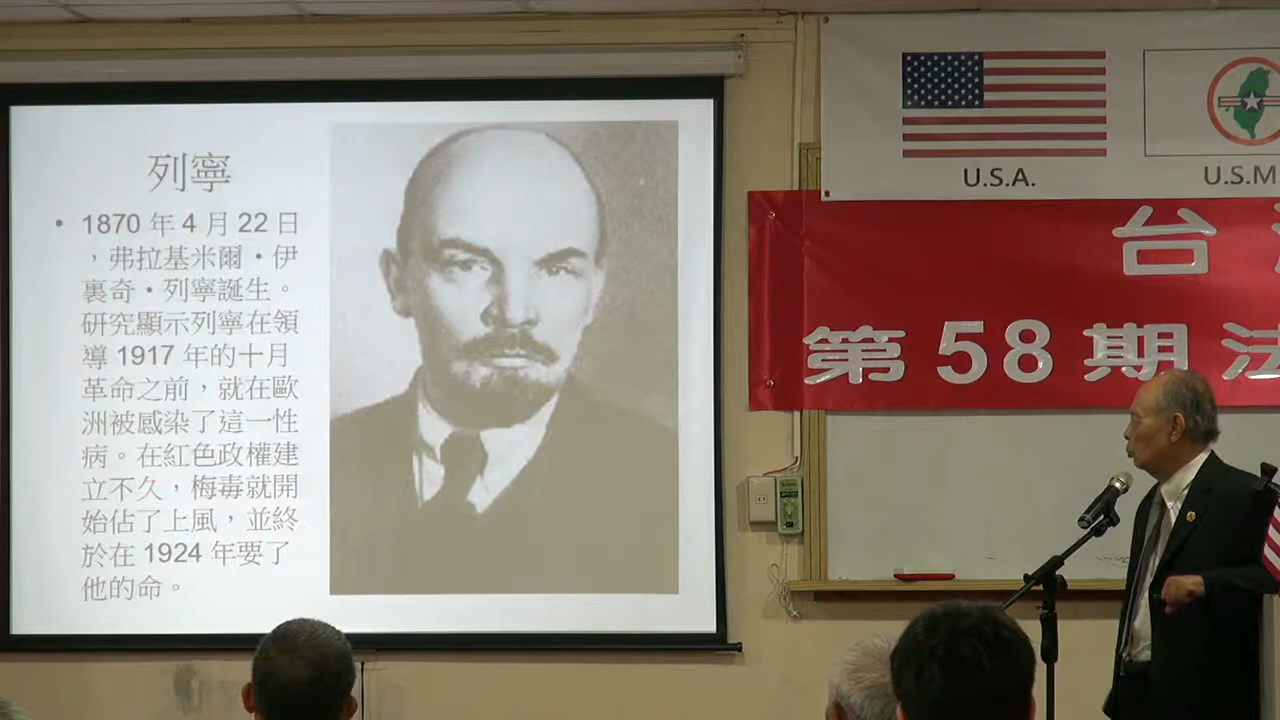 列寧
• 1870 年 4 月 22 日
，弗拉基米爾・伊
裏奇・列寧誕生。
研究顯示列寧在領
導 1917 年的十月
革命之前，就在歐
洲被感染了這一性
病。在紅色政權建
立不久，梅毒就開
始佔了上風，並終
於在 1924 年要了
他的命。
U.S.A.
U.S.M
台
第58期法